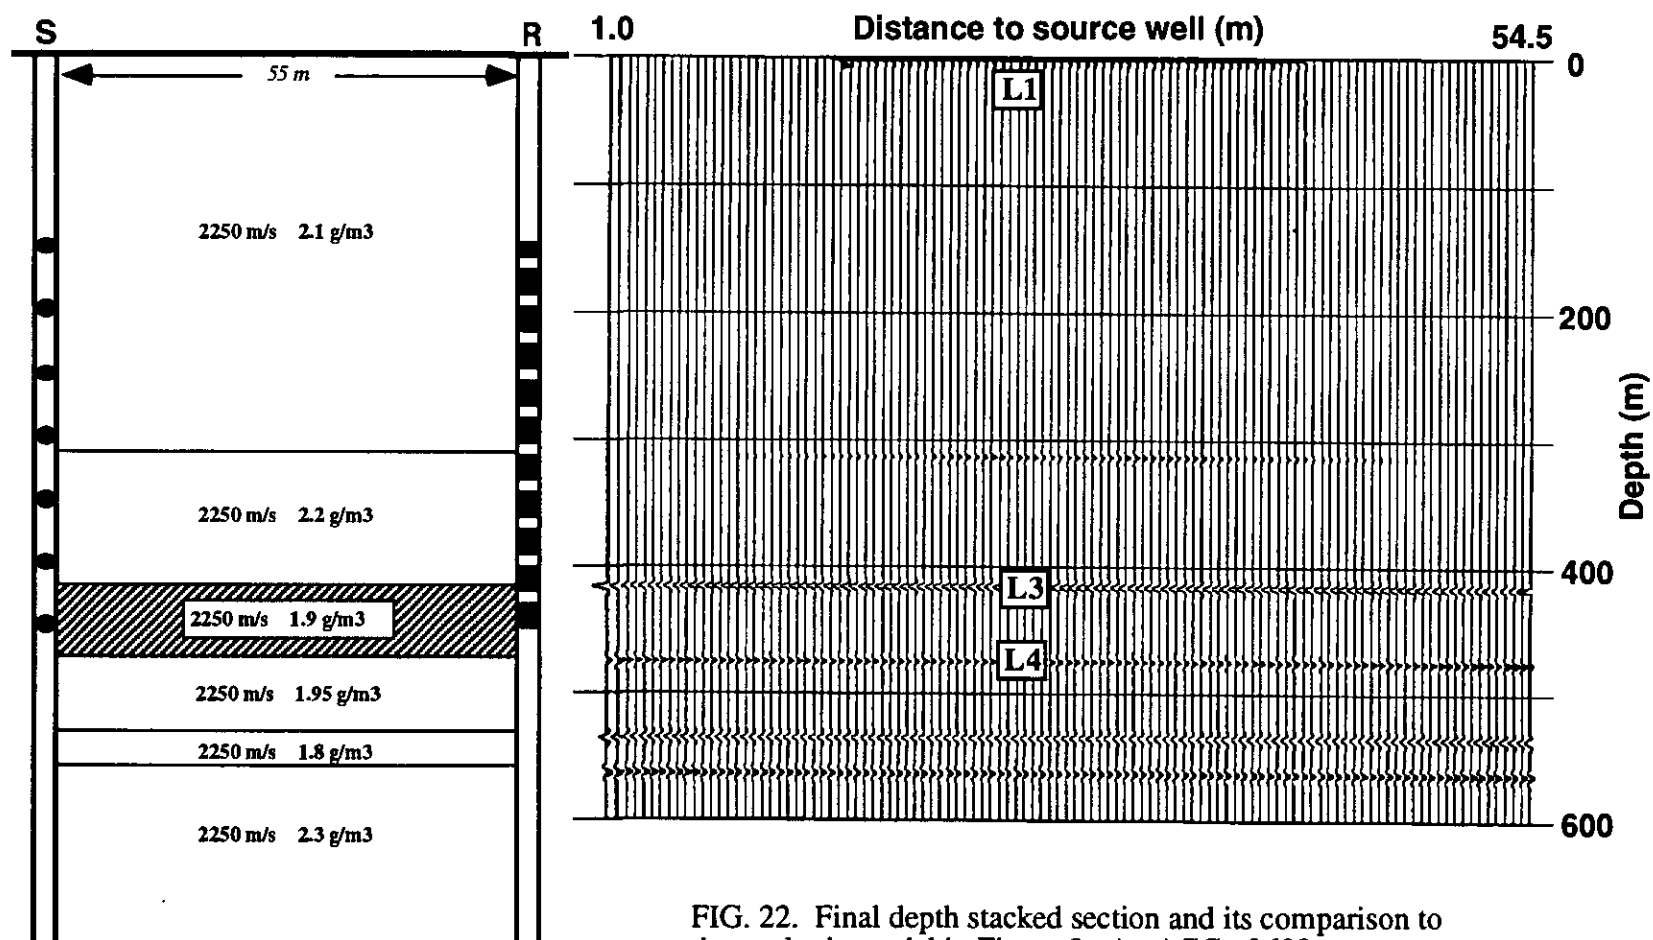 S
R
1.0
Distance to source well (m)
54.5
55 m
0
L1
2250 m/s 2.1 g/m3
200
Depth (m)
2250 m/s 2.2 g/m3
400
L3
2250 m/s 1.9 g/m3
L4
2250 m/s 1.95 g/m3
2250 m/s 1.8 g/m3
2250 m/s 2.3 g/m3
600
FIG. 22. Final depth stacked section and its comparison to